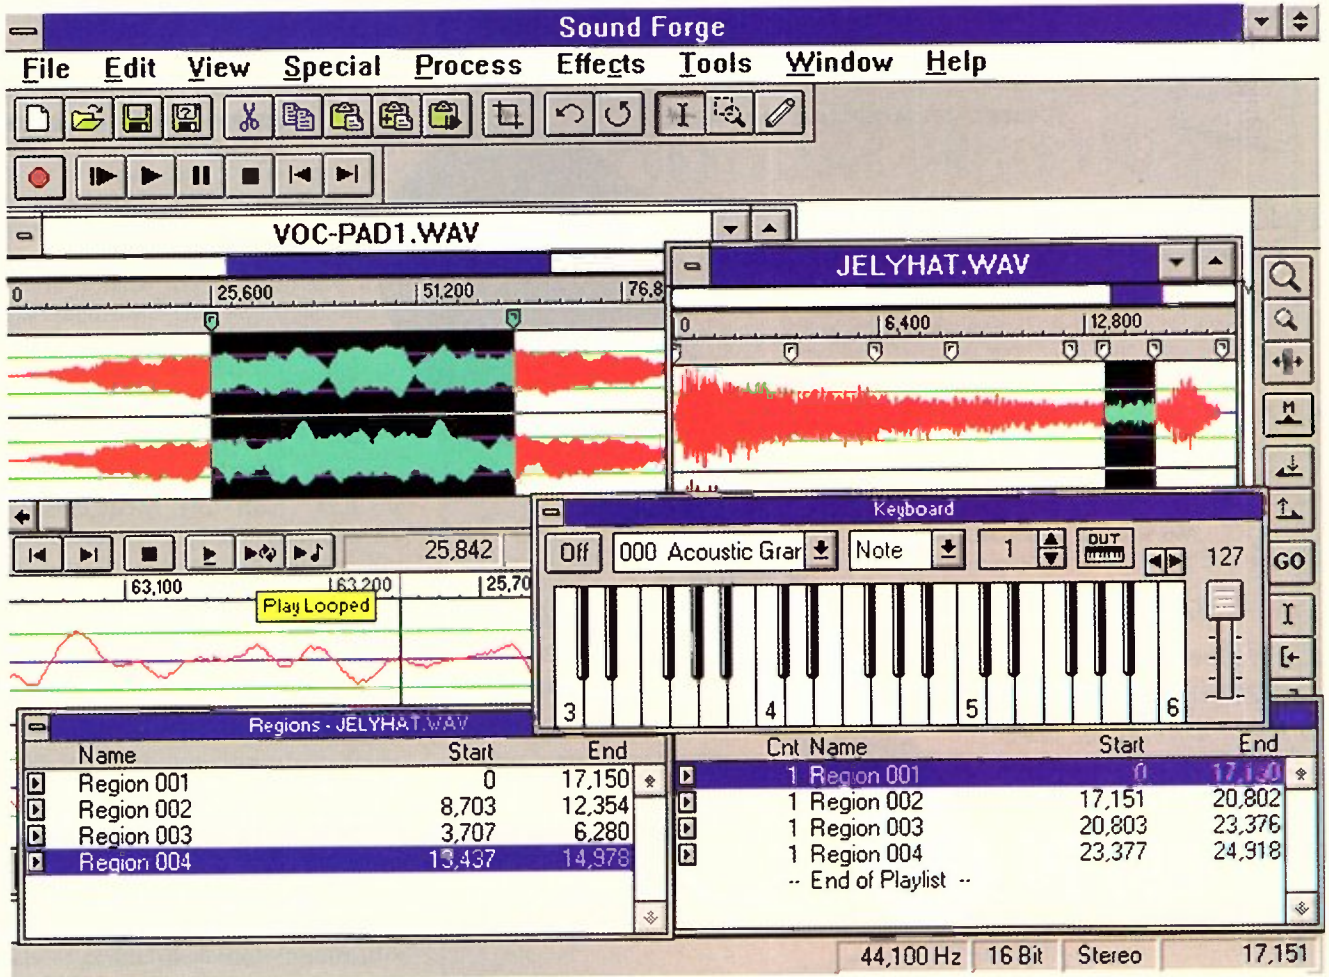 Sound Forge
File Edit View Special Process Effects Tools Window Help
VOC-PAD1.WAV
0 25,600 51,200 76,8
JELYHAT.WAV
0 6,400 12,800
M
Keyboard
Off 000 Acoustic Grar Note 1 OUT 127
3 4 5 6
GO
25,842
63,100 63,200 25,70
Play Looped
Regions - JELYHAT.WAV
Name Start End
Region 001 0 17,150
Region 002 8,703 12,354
Region 003 3,707 6,280
Region 004 13,437 14,978
Cnt Name Start End
1 Region 001 0 17,150
1 Region 002 17,151 20,802
1 Region 003 20,803 23,376
1 Region 004 23,377 24,918
-- End of Playlist --
44,100 Hz 16 Bit Stereo 17,151